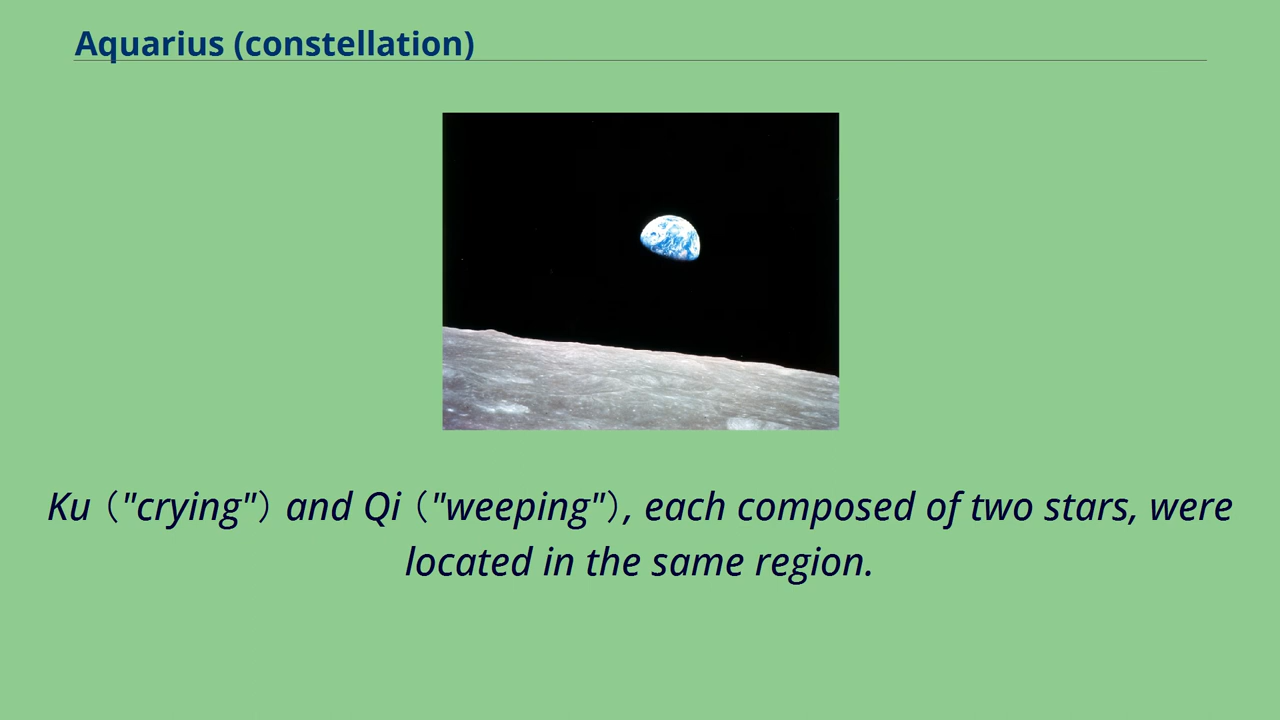 Aquarius (constellation)
Ku（"crying"）and Qi（"weeping"）, each composed of two stars, were
located in the same region.